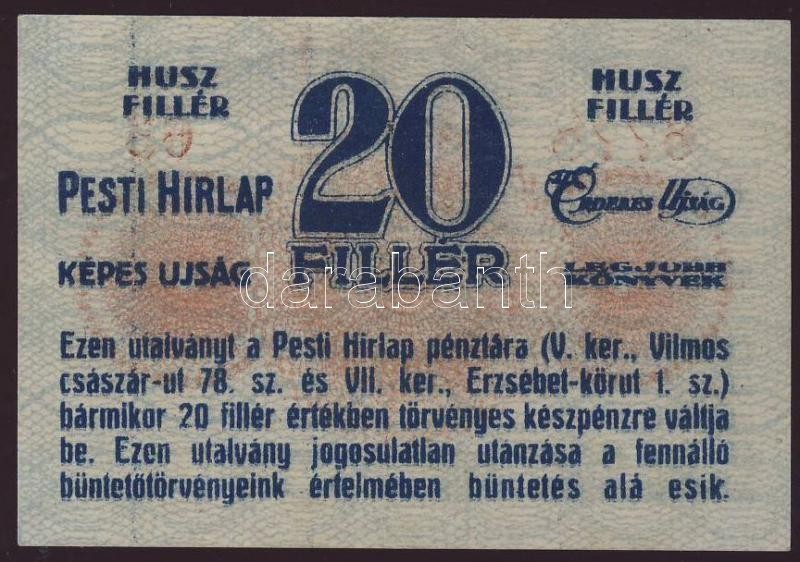 HUSZ
FILLÉR
20
FILLÉR
HUSZ
FILLÉR
PESTI HIRLAP
AZ ÉRDEKES UJSÁG
KÉPES UJSÁG
LEGJOBB
KÖNYVEK
darabanth
Ezen utalványt a Pesti Hirlap pénztára (V. ker., Vilmos
császár-ut 78. sz. és VII. ker., Erzsébet-körut 1. sz.)
bármikor 20 fillér értékben törvényes készpénzre váltja
be. Ezen utalvány jogosulatlan utánzása a fennálló
büntetőtörvényeink értelmében büntetés alá esik.